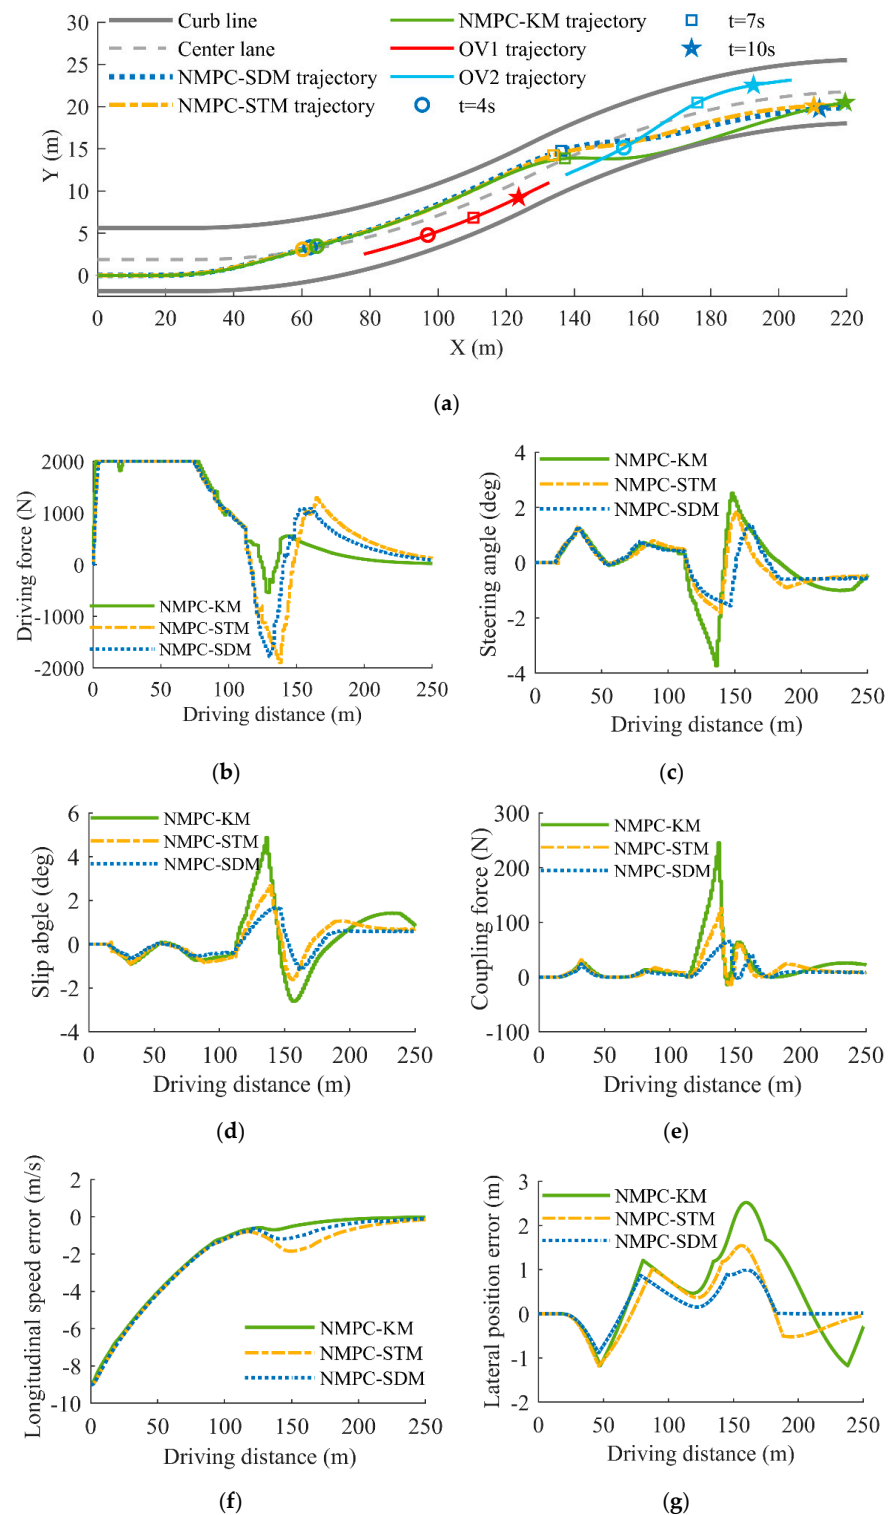 Curb line
Center lane
NMPC-SDM trajectory
NMPC-STM trajectory
NMPC-KM trajectory
OV1 trajectory
OV2 trajectory
t=4s
t=7s
t=10s
30
25
20
15
10
5
0
Y (m)
0 20 40 60 80 100 120 140 160 180 200 220
X (m)
(a)
2000
1000
0
-1000
-2000
Driving force (N)
NMPC-KM
NMPC-STM
NMPC-SDM
0 50 100 150 200 250
Driving distance (m)
(b)
4
2
0
-2
-4
Steering angle (deg)
NMPC-KM
NMPC-STM
NMPC-SDM
0 50 100 150 200 250
Driving distance (m)
(c)
6
4
2
0
-2
-4
Slip abgle (deg)
NMPC-KM
NMPC-STM
NMPC-SDM
0 50 100 150 200 250
Driving distance (m)
(d)
300
200
100
0
-100
Coupling force (N)
NMPC-KM
NMPC-STM
NMPC-SDM
0 50 100 150 200 250
Driving distance (m)
(e)
2
0
-2
-4
-6
-8
-10
Longitudinal speed error (m/s)
NMPC-KM
NMPC-STM
NMPC-SDM
0 50 100 150 200 250
Driving distance (m)
(f)
3
2
1
0
-1
-2
Lateral position error (m)
NMPC-KM
NMPC-STM
NMPC-SDM
0 50 100 150 200 250
Driving distance (m)
(g)